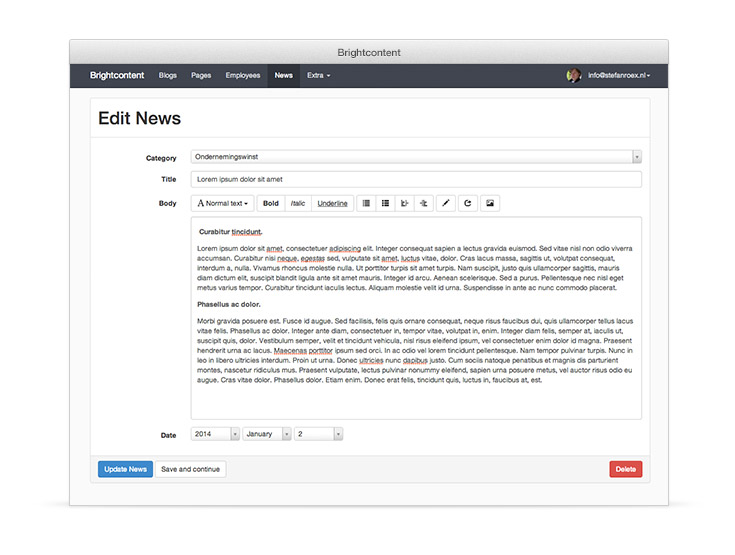 Brightcontent
Brightcontent Blogs Pages Employees News Extra info@stefanroex.nl
Edit News
Category Ondernemingswinst
Title Lorem ipsum dolor sit amet
Body A Normal text Bold Italic Underline
Curabitur tincidunt.
Lorem ipsum dolor sit amet, consectetuer adipiscing elit. Integer consequat sapien a lectus gravida euismod. Sed vitae nisl non odio viverra
accumsan. Curabitur nisi neque, egestas sed, vulputate sit amet, luctus vitae, dolor. Cras lacus massa, sagittis ut, volutpat consequat,
interdum a, nulla. Vivamus rhoncus molestie nulla. Ut porttitor turpis sit amet turpis. Nam suscipit, justo quis ullamcorper sagittis, mauris
diam dictum elit, suscipit blandit ligula ante sit amet mauris. Integer id arcu. Aenean scelerisque. Sed a purus. Pellentesque nec nisl eget
metus varius tempor. Curabitur tincidunt iaculis lectus. Aliquam molestie velit id urna. Suspendisse in ante ac nunc commodo placerat.
Phasellus ac dolor.
Morbi gravida posuere est. Fusce id augue. Sed facilisis, felis quis ornare consequat, neque risus faucibus dui, quis ullamcorper tellus lacus
vitae felis. Phasellus ac dolor. Integer ante diam, consectetuer in, tempor vitae, volutpat in, enim. Integer diam felis, semper at, iaculis ut,
suscipit quis, dolor. Vestibulum semper, velit et tincidunt vehicula, nisl risus eleifend ipsum, vel consectetuer enim dolor id magna. Praesent
hendrerit urna ac lacus. Maecenas porttitor ipsum sed orci. In ac odio vel lorem tincidunt pellentesque. Nam tempor pulvinar turpis. Nunc in
leo in libero ultricies interdum. Proin ut urna. Donec ultricies nunc dapibus justo. Cum sociis natoque penatibus et magnis dis parturient
montes, nascetur ridiculus mus. Praesent vulputate, lectus pulvinar nonummy eleifend, sapien urna posuere metus, vel auctor risus odio eu
augue. Cras vitae dolor. Phasellus dolor. Etiam enim. Donec erat felis, tincidunt quis, luctus in, faucibus at, est.
Date 2014 January 2
Update News Save and continue Delete